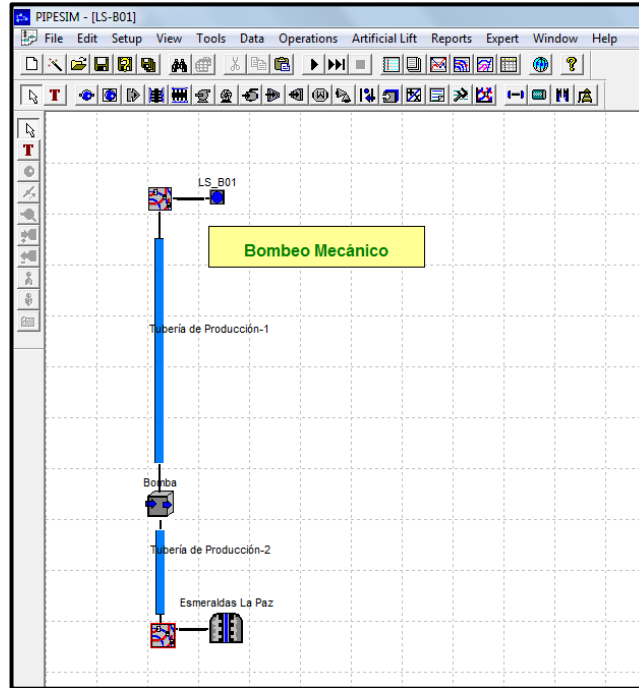 PIPESIM - [LS-B01]
File Edit Setup View Tools Data Operations Artificial Lift Reports Expert Window Help
T
T
LS_B01
Bombeo Mecánico
Tubería de Producción-1
Bomba
Tubería de Producción-2
Esmeraldas La Paz